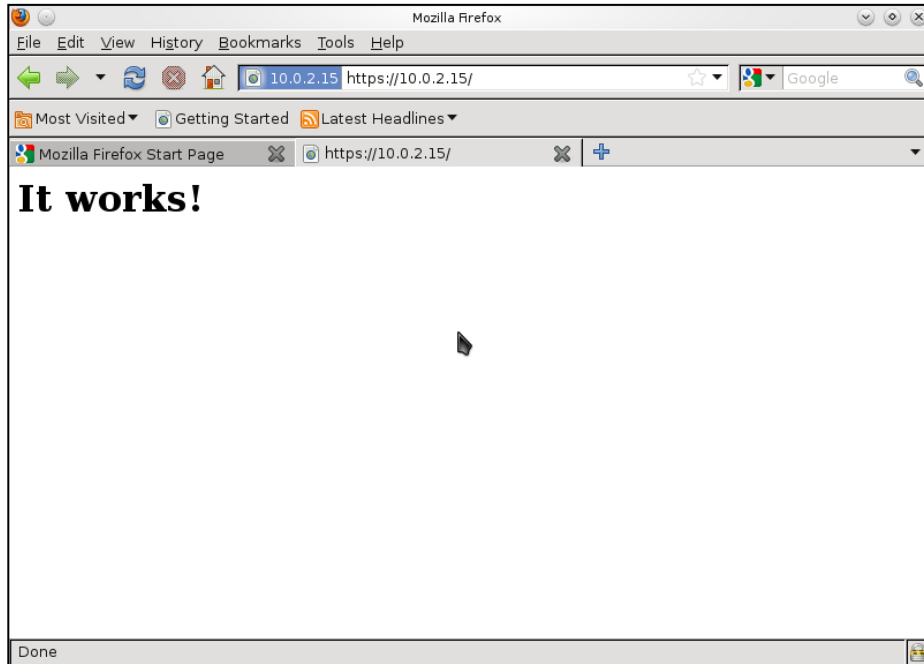 Mozilla Firefox
File Edit View History Bookmarks Tools Help
10.0.2.15 https://10.0.2.15/ Google
Most Visited Getting Started Latest Headlines
Mozilla Firefox Start Page https://10.0.2.15/
It works!
Done